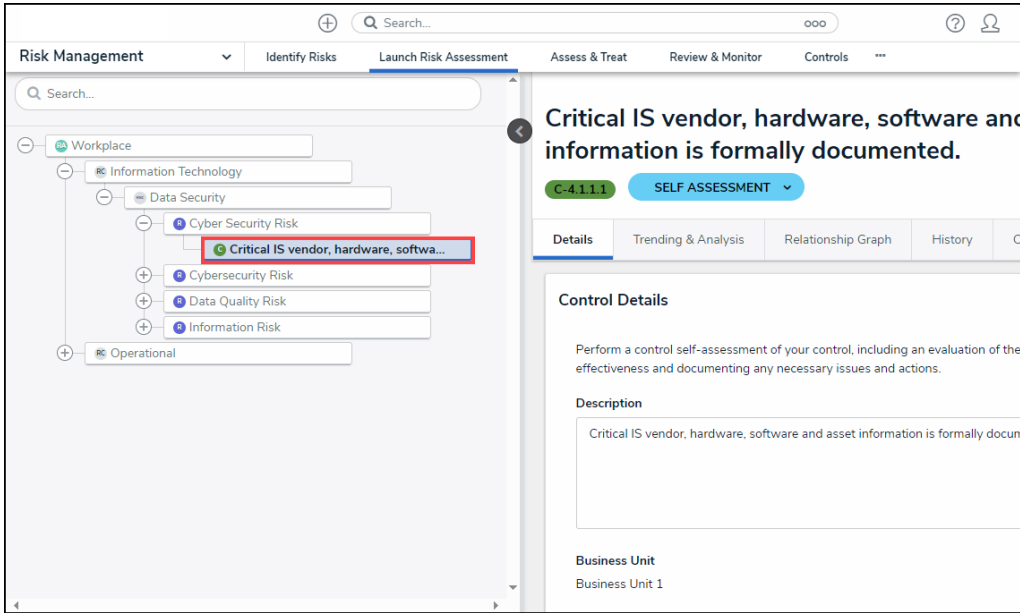 Search...
ooo
Risk Management
Identify Risks
Launch Risk Assessment
Assess & Treat
Review & Monitor
Controls
Search...
Workplace
RC Information Technology
Data Security
R Cyber Security Risk
C Critical IS vendor, hardware, softwa...
R Cybersecurity Risk
R Data Quality Risk
R Information Risk
RC Operational
Critical IS vendor, hardware, software and
information is formally documented.
C-4.1.1.1
SELF ASSESSMENT
Details
Trending & Analysis
Relationship Graph
History
Control Details
Perform a control self-assessment of your control, including an evaluation of the
effectiveness and documenting any necessary issues and actions.
Description
Critical IS vendor, hardware, software and asset information is formally docum
Business Unit
Business Unit 1